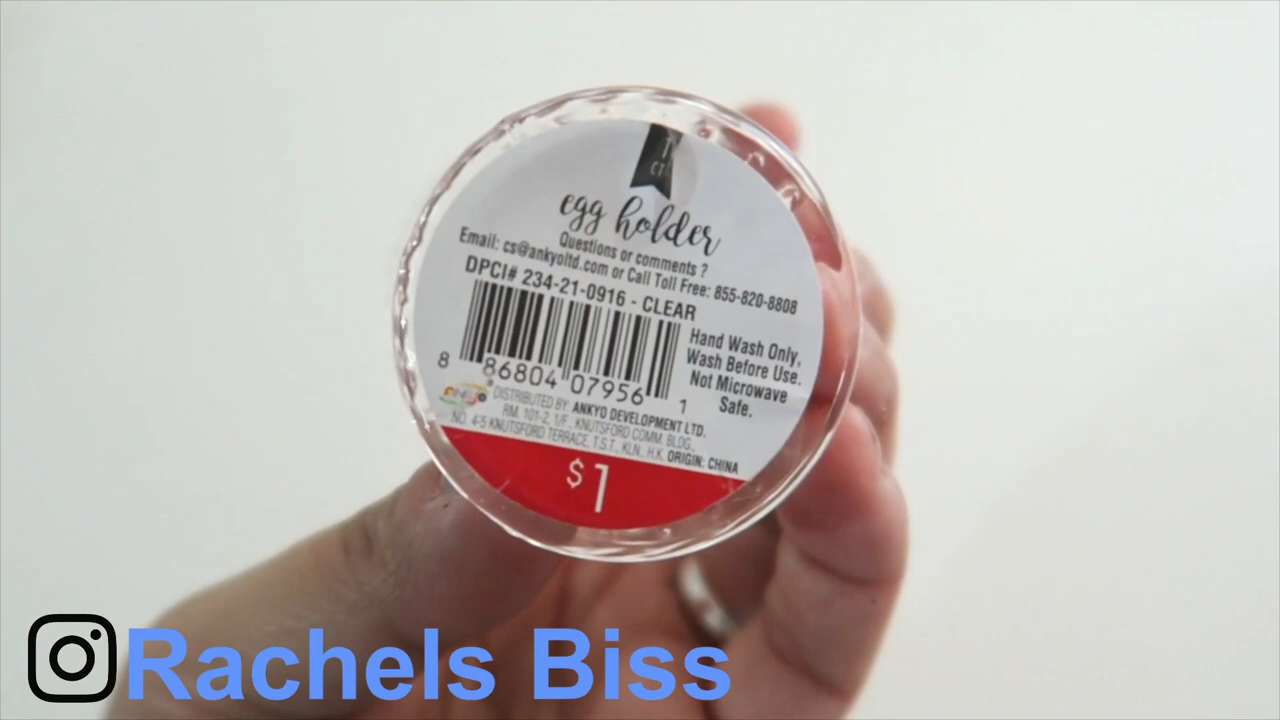 egg holder
Questions or comments ?
Email: cs@ankyoltd.com or Call Toll Free: 855-820-8808
DPCI# 234-21-0916 - CLEAR
Hand Wash Only,
Wash Before Use.
Not Microwave
Safe.
8 86804 07956 1
DISTRIBUTED BY: ANKYO DEVELOPMENT LTD.
RM. 101-2, 1/F., KNUTSFORD COMM. BLDG.,
NO. 4-5 KNUTSFORD TERRACE, T.S.T., KLN., H.K. ORIGIN: CHINA
$1
Rachels Biss